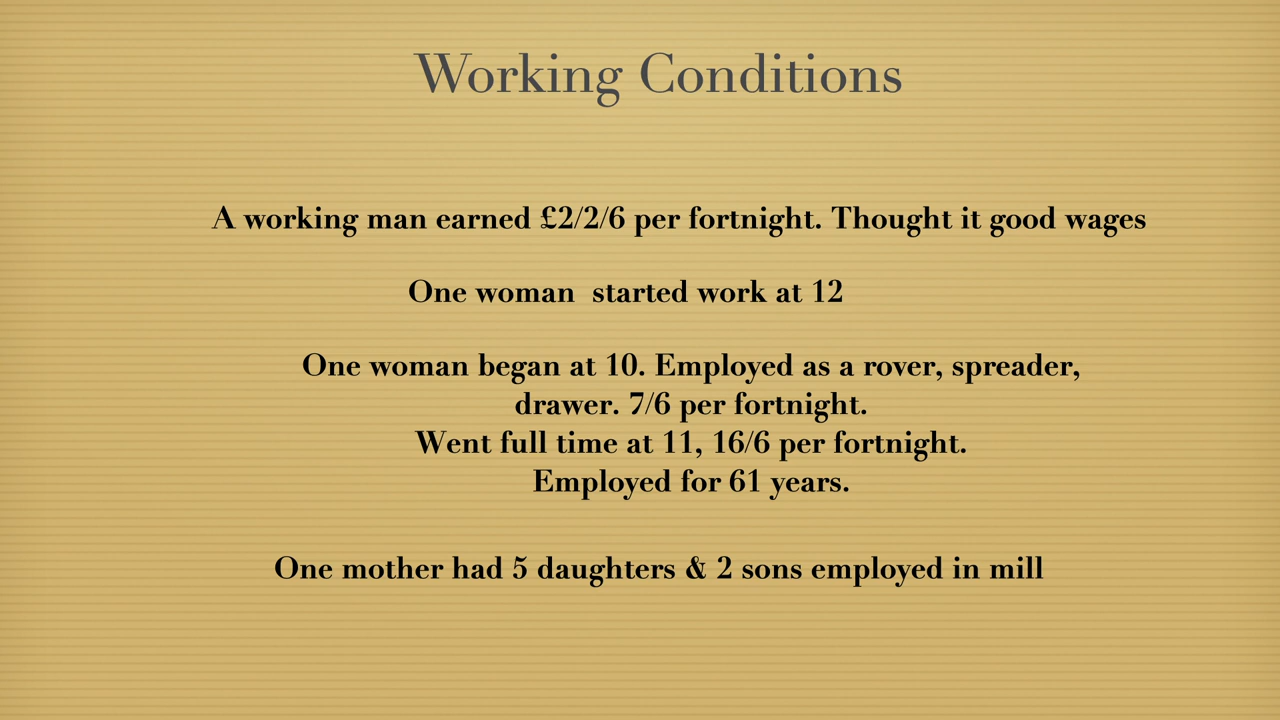 Working Conditions
A working man earned £2/2/6 per fortnight. Thought it good wages
One woman  started work at 12
One woman began at 10. Employed as a rover, spreader,
drawer. 7/6 per fortnight.
Went full time at 11, 16/6 per fortnight.
Employed for 61 years.
One mother had 5 daughters & 2 sons employed in mill